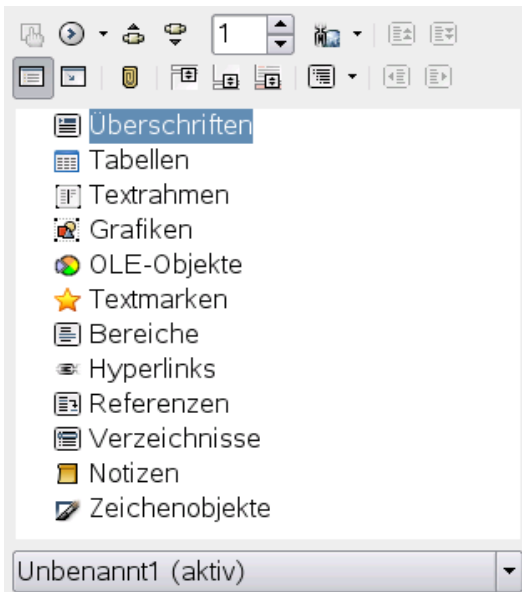 1
Überschriften
Tabellen
Textrahmen
Grafiken
OLE-Objekte
Textmarken
Bereiche
Hyperlinks
Referenzen
Verzeichnisse
Notizen
Zeichenobjekte
Unbenannt1 (aktiv)